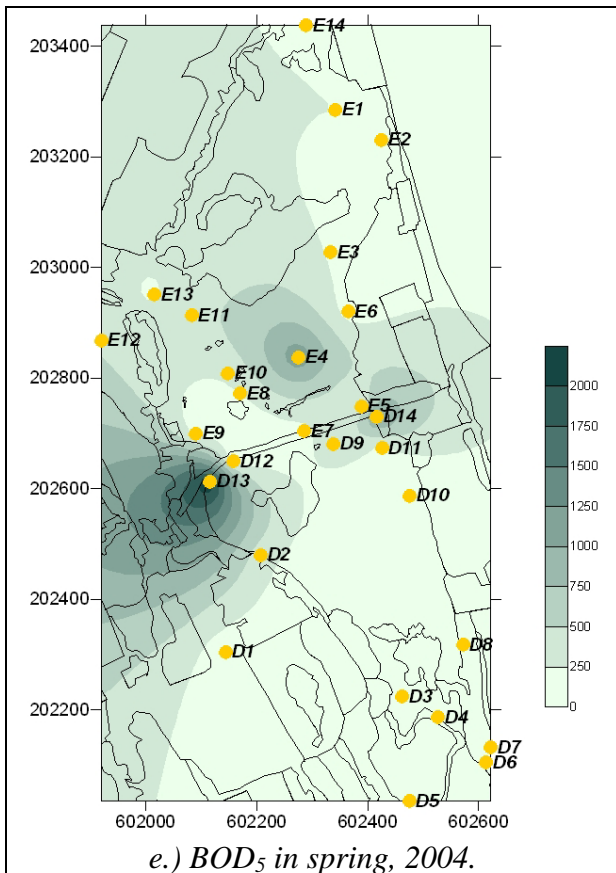 203400
E14
E1
E2
203200
E3
203000
E13
E11
E6
E12
E4
202800
E10
E8
E5
D14
E9
E7
D9
D11
D12
202600
D13
D10
D2
202400
D1
D8
D3
202200
D4
D7
D6
D5
602000 602200 602400 602600
2000
1750
1500
1250
1000
750
500
250
0
e.) BOD₅ in spring, 2004.